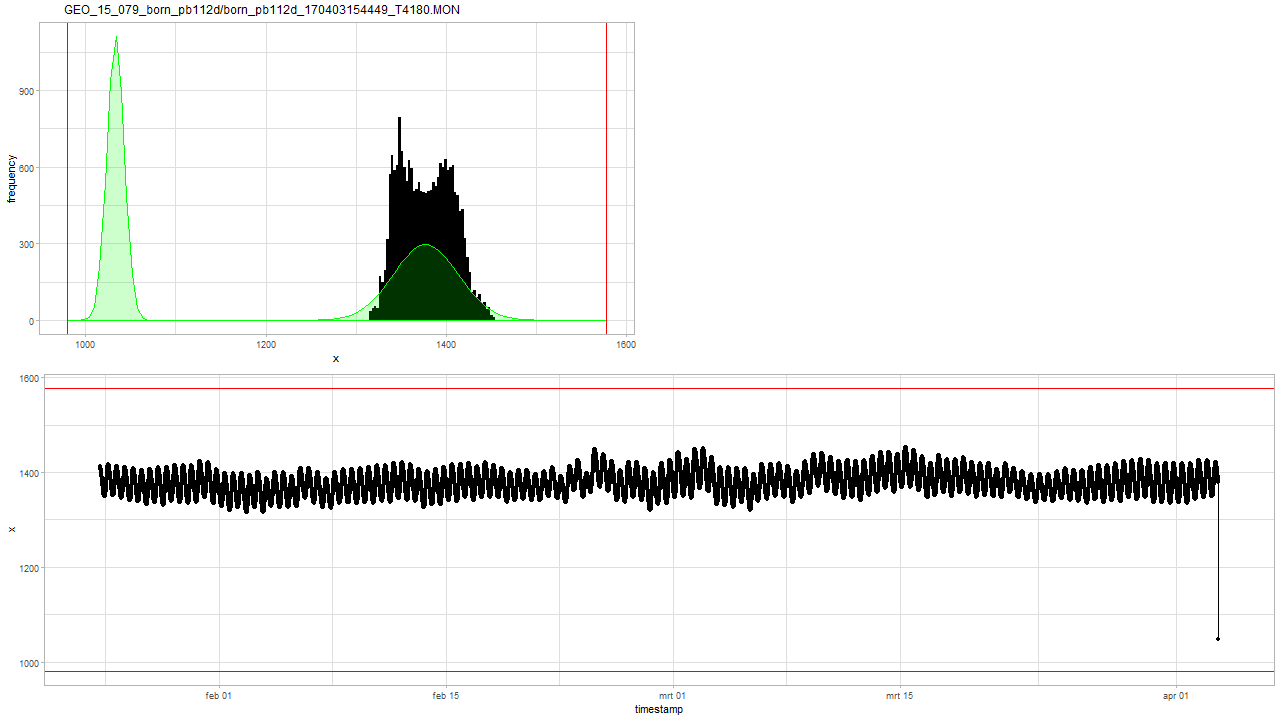 GEO_15_079_born_pb112d/born_pb112d_170403154449_T4180.MON
900
600
300
0
frequency
1000 1200 1400 1600
x
1600
1400
1200
1000
x
feb 01 feb 15 mrt 01 mrt 15 apr 01
timestamp